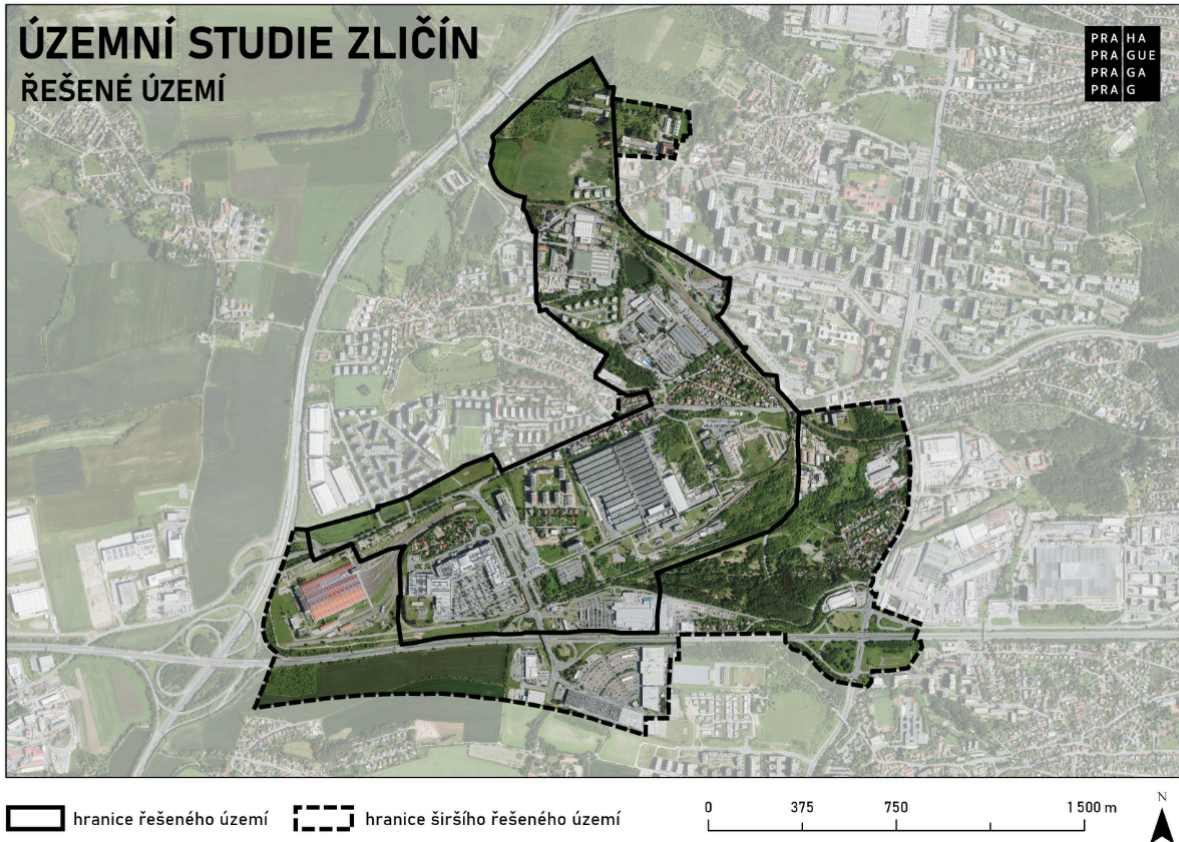 ÚZEMNÍ STUDIE ZLIČÍN
ŘEŠENÉ ÚZEMÍ
PRA HA
PRA GUE
PRA GA
PRA G
hranice řešeného území
hranice širšího řešeného území
0 375 750 1 500 m
N